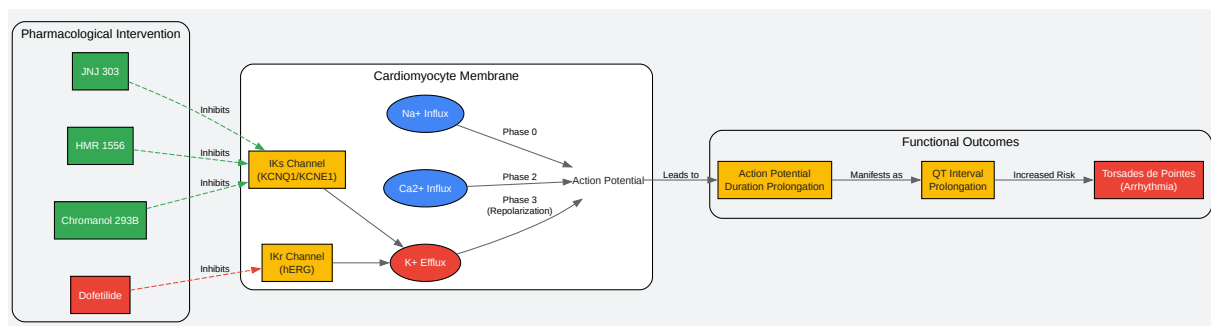 Pharmacological Intervention
JNJ 303
HMR 1556
Chromanol 293B
Dofetilide
Inhibits
Inhibits
Inhibits
Inhibits
Cardiomyocyte Membrane
IKs Channel
(KCNQ1/KCNE1)
IKr Channel
(hERG)
Na+ Influx
Ca2+ Influx
K+ Efflux
Phase 0
Phase 2
Phase 3
(Repolarization)
Action Potential
Leads to
Functional Outcomes
Action Potential
Duration Prolongation
Manifests as
QT Interval
Prolongation
Increased Risk
Torsades de Pointes
(Arrhythmia)